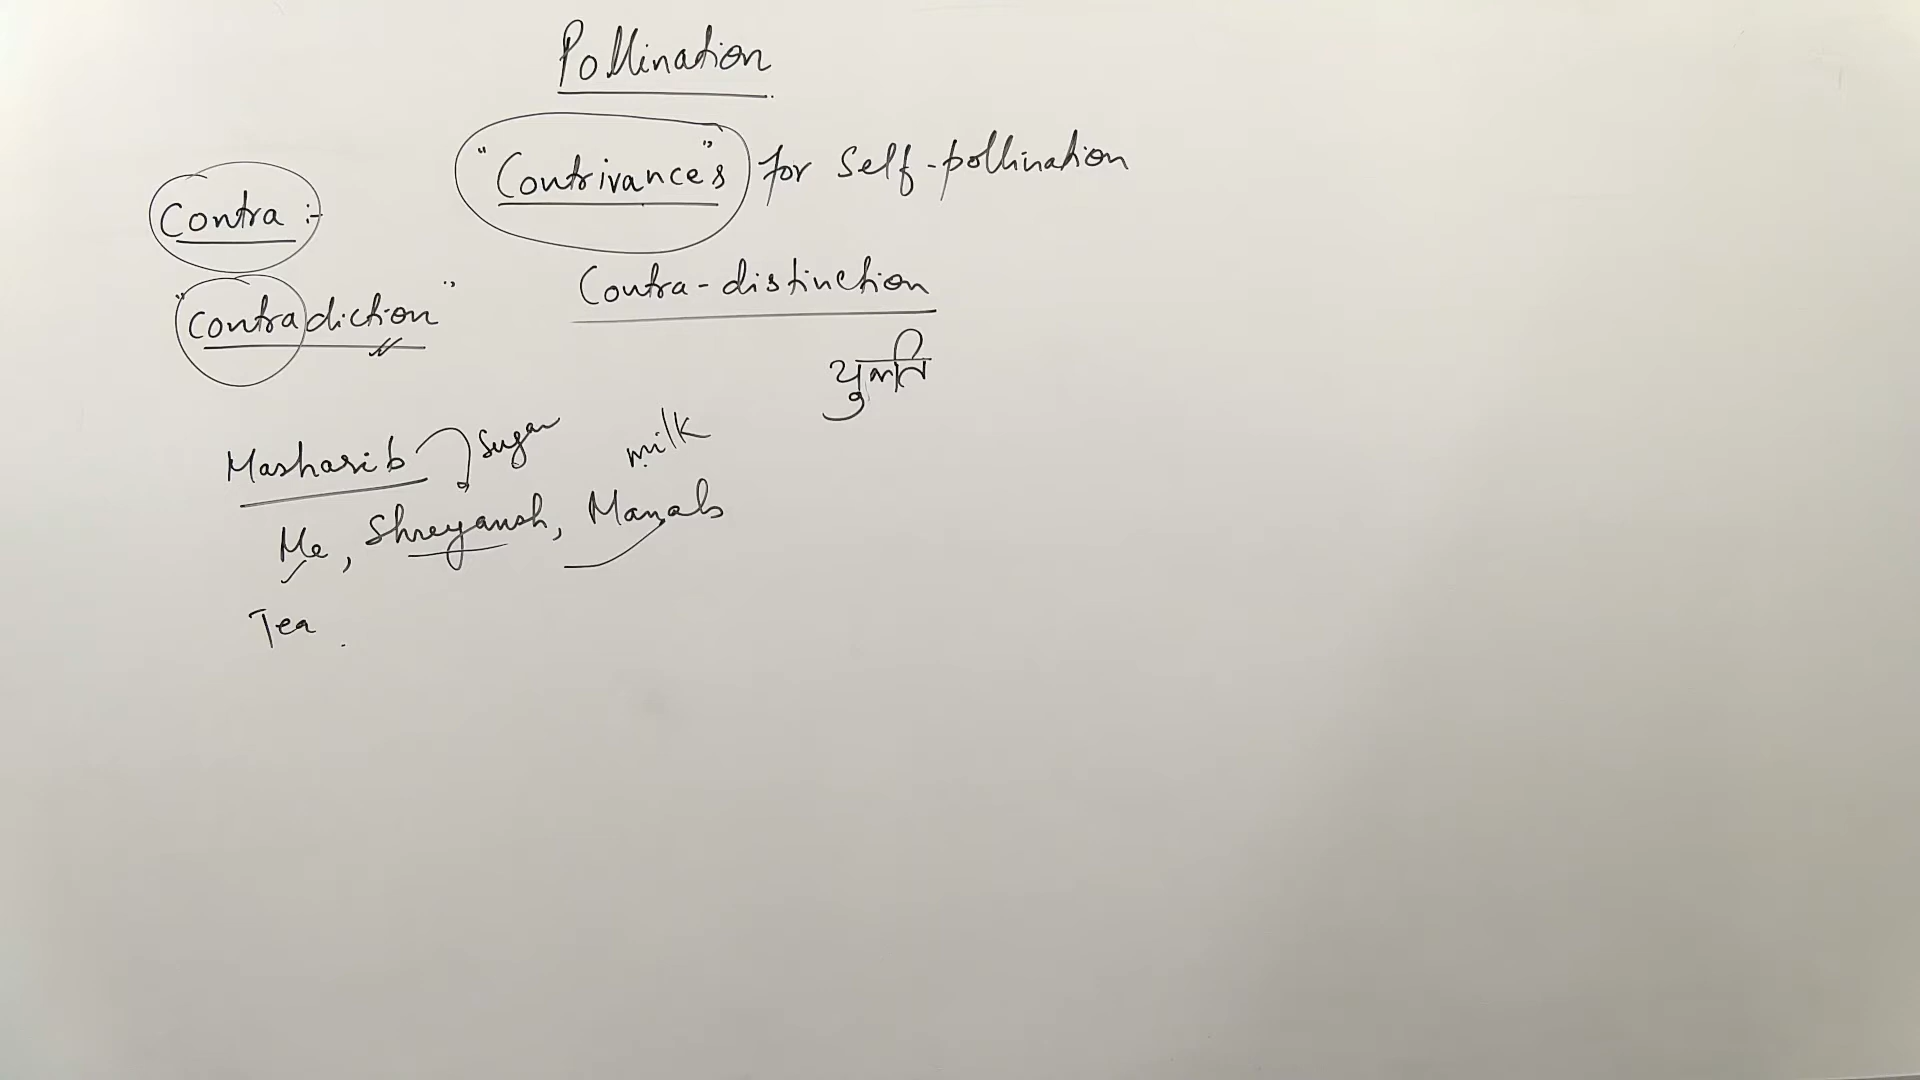 Pollination
"Contrivance"s for Self-pollination
Contra :-
"Contradiction"
Contra-distinction
युक्ति
Masharib
sugar
milk
Me, Shreyansh, Manab
Tea